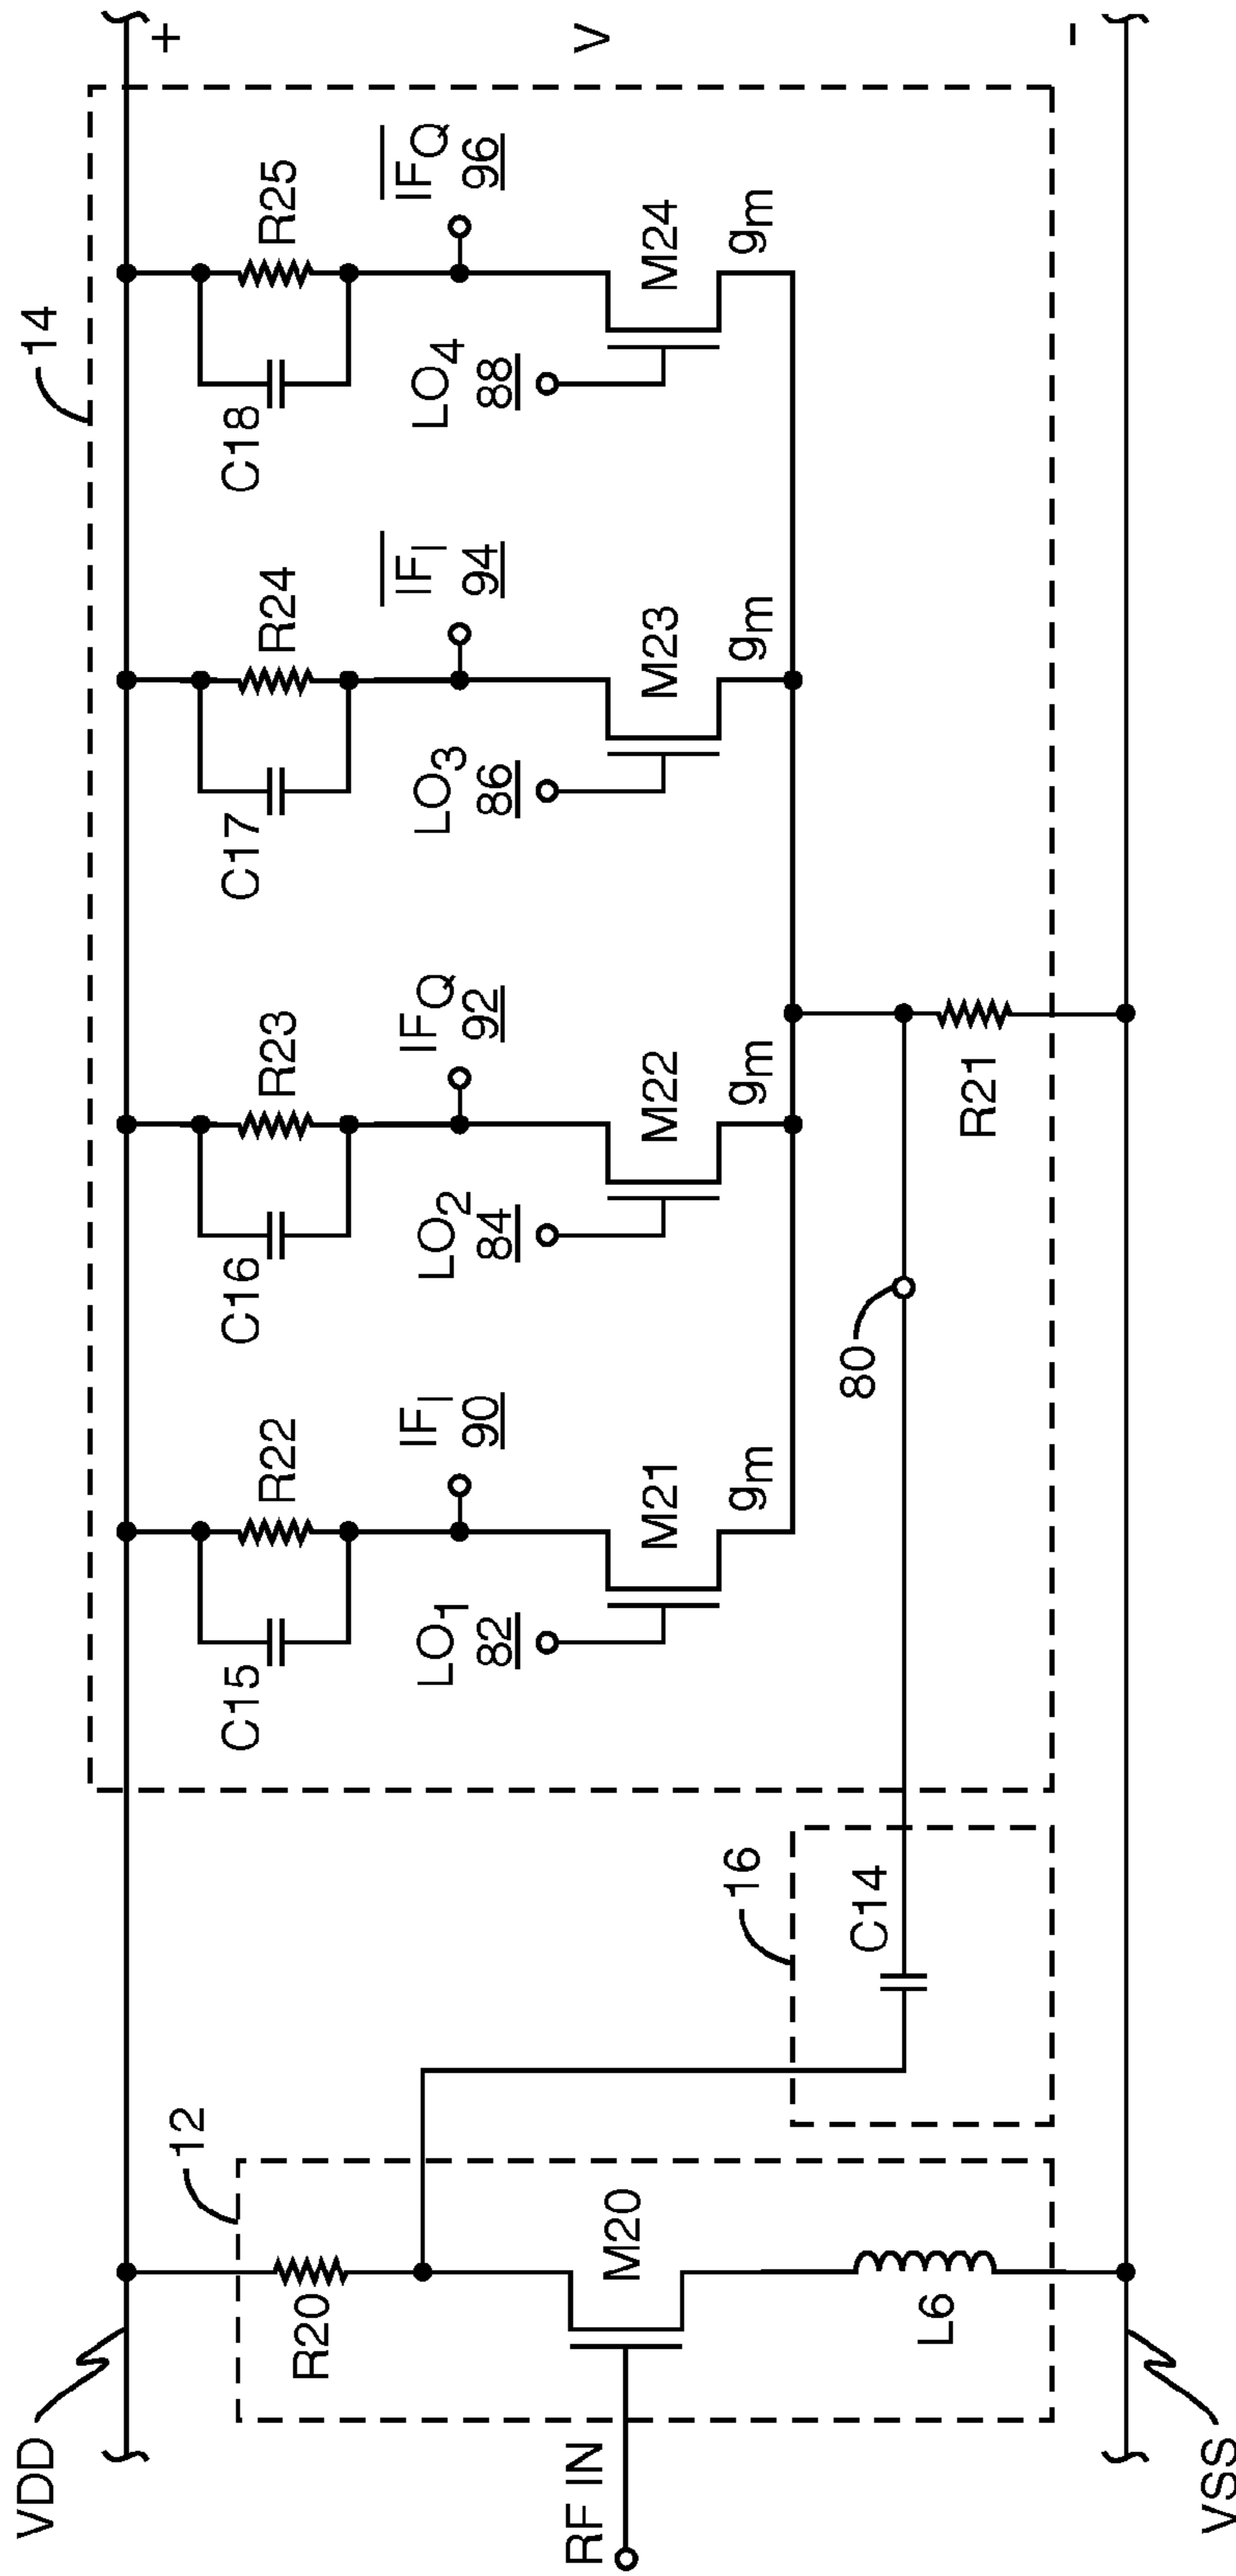 VDD
12
R20
M20
L6
RF IN
VSS
16
C14
14
C15
R22
LO1
82
IFI
90
M21
gm
C16
R23
LO2
84
IFQ
92
M22
gm
80
R21
C17
R24
LO3
86
I̅F̅I̅
94
M23
gm
C18
R25
LO4
88
I̅F̅Q̅
96
M24
gm
+
V
-